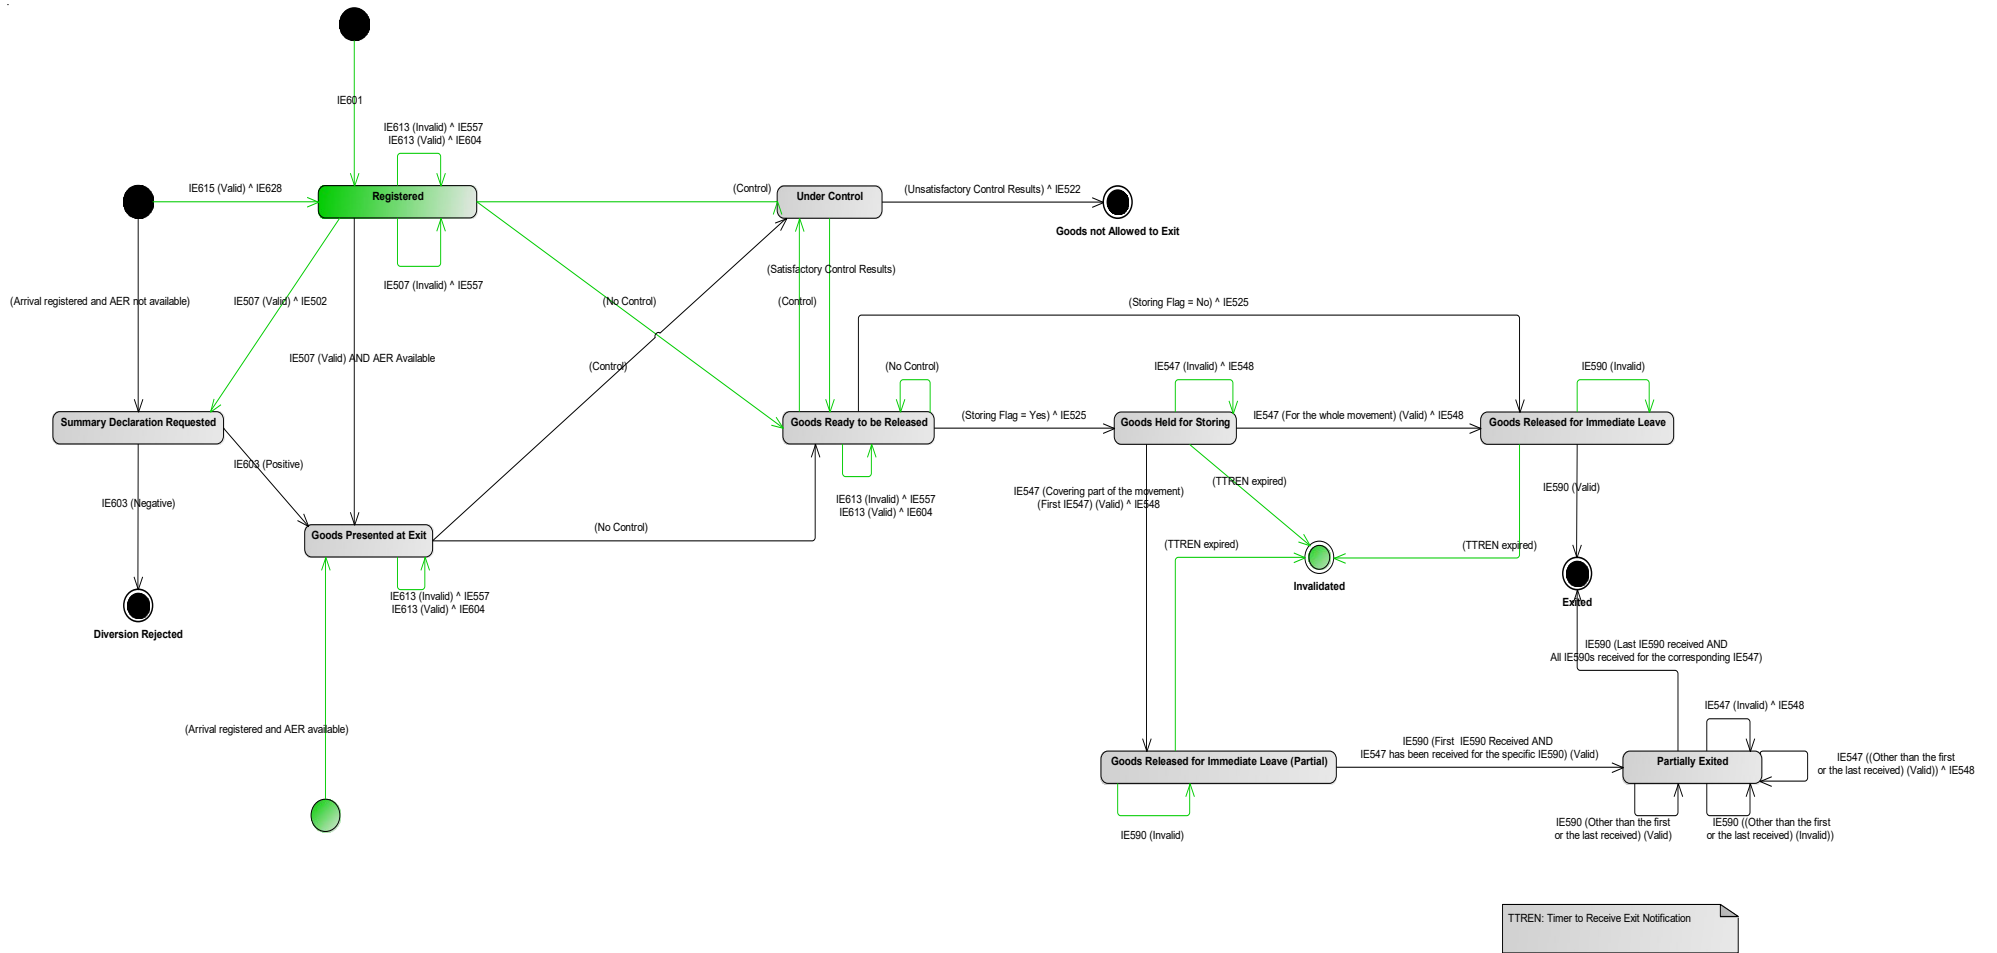 IE601
IE613 (Invalid) ^ IE557
IE613 (Valid) ^ IE604
IE615 (Valid) ^ IE628
Registered
(Control)
Under Control
(Unsatisfactory Control Results) ^ IE522
Goods not Allowed to Exit
(Satisfactory Control Results)
IE507 (Invalid) ^ IE557
(Arrival registered and AER not available)
IE507 (Valid) ^ IE502
(No Control)
(Control)
(Storing Flag = No) ^ IE525
IE507 (Valid) AND AER Available
(Control)
(No Control)
IE547 (Invalid) ^ IE548
IE590 (Invalid)
Summary Declaration Requested
Goods Ready to be Released
(Storing Flag = Yes) ^ IE525
Goods Held for Storing
IE547 (For the whole movement) (Valid) ^ IE548
Goods Released for Immediate Leave
IE603 (Positive)
IE603 (Negative)
IE613 (Invalid) ^ IE557
IE613 (Valid) ^ IE604
IE547 (Covering part of the movement)
(First IE547) (Valid) ^ IE548
(TTREN expired)
IE590 (Valid)
Goods Presented at Exit
(No Control)
(TTREN expired)
(TTREN expired)
Invalidated
Exited
IE613 (Invalid) ^ IE557
IE613 (Valid) ^ IE604
Diversion Rejected
IE590 (Last IE590 received AND
All IE590s received for the corresponding IE547)
IE547 (Invalid) ^ IE548
(Arrival registered and AER available)
IE590 (First  IE590 Received AND
IE547 has been received for the specific IE590) (Valid)
Goods Released for Immediate Leave (Partial)
Partially Exited
IE547 ((Other than the first
or the last received) (Valid)) ^ IE548
IE590 (Invalid)
IE590 (Other than the first
or the last received) (Valid)
IE590 ((Other than the first
or the last received) (Invalid))
TTREN: Timer to Receive Exit Notification